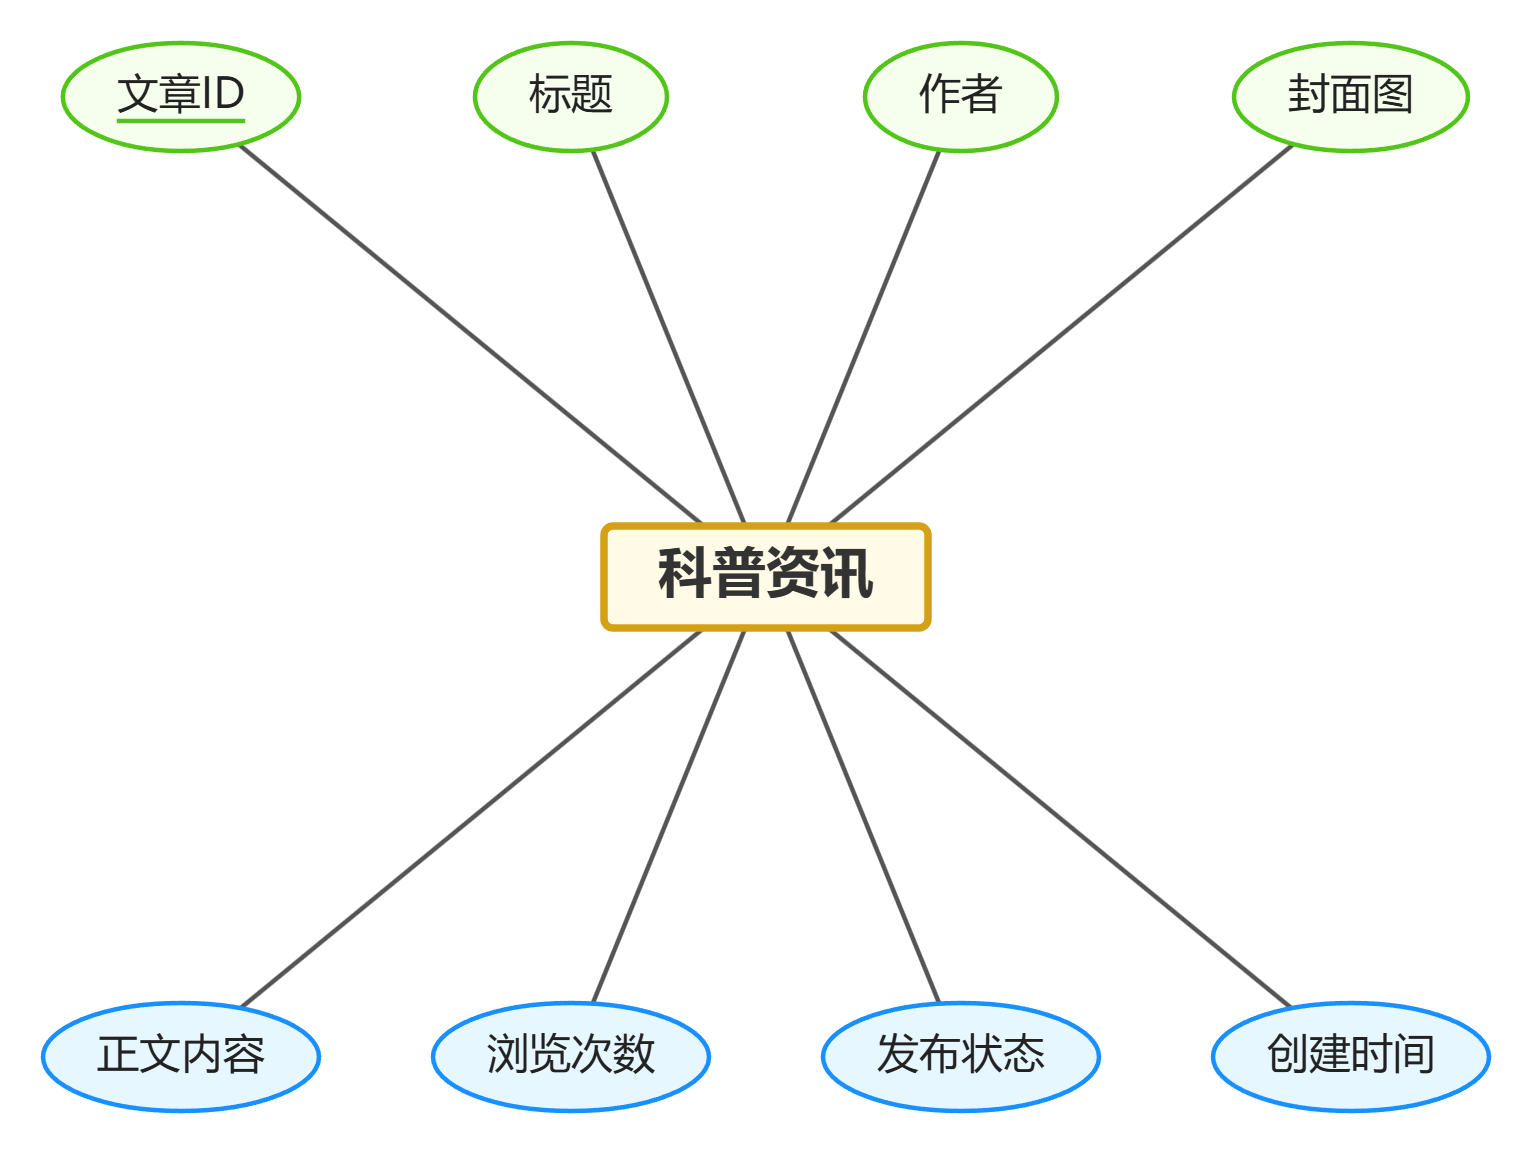 文章ID
标题
作者
封面图
科普资讯
正文内容
浏览次数
发布状态
创建时间